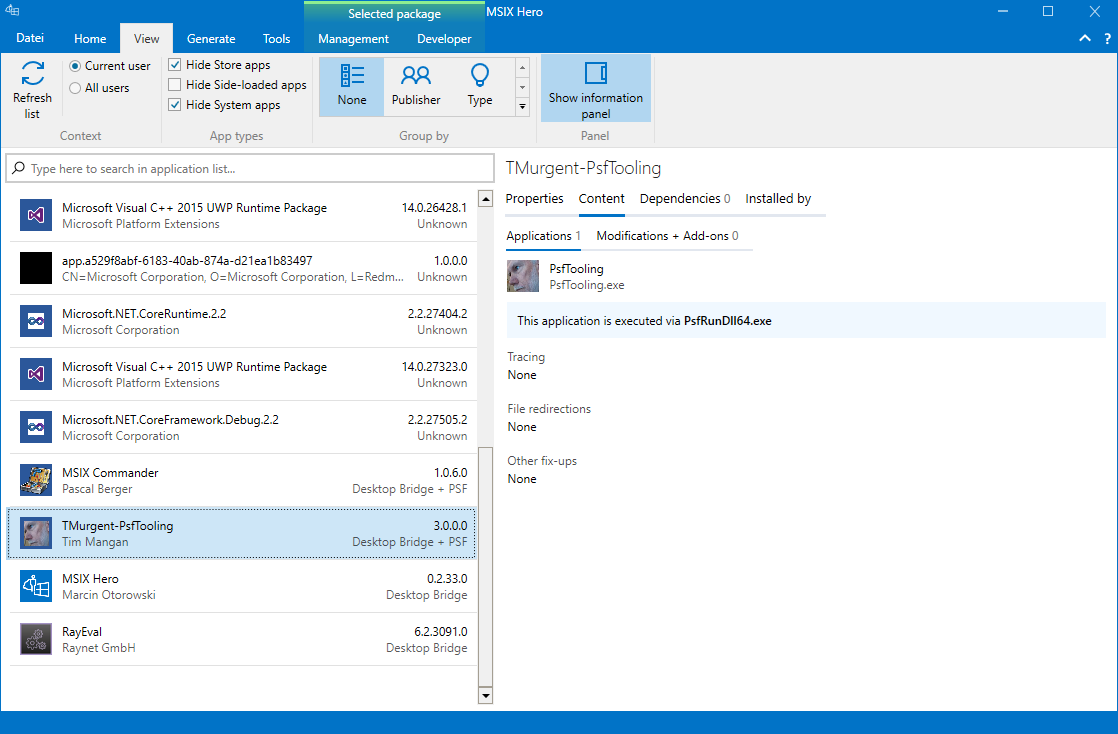 Selected package
MSIX Hero
Datei
Home
View
Generate
Tools
Management
Developer
?
Refresh list
Current user
All users
Context
Hide Store apps
Hide Side-loaded apps
Hide System apps
App types
None
Publisher
Type
Group by
Show information panel
Panel
Type here to search in application list...
Microsoft Visual C++ 2015 UWP Runtime Package 14.0.26428.1
Microsoft Platform Extensions Unknown
app.a529f8abf-6183-40ab-874a-d21ea1b83497 1.0.0.0
CN=Microsoft Corporation, O=Microsoft Corporation, L=Redm... Unknown
Microsoft.NET.CoreRuntime.2.2 2.2.27404.2
Microsoft Corporation Unknown
Microsoft Visual C++ 2015 UWP Runtime Package 14.0.27323.0
Microsoft Platform Extensions Unknown
Microsoft.NET.CoreFramework.Debug.2.2 2.2.27505.2
Microsoft Corporation Unknown
MSIX Commander 1.0.6.0
Pascal Berger Desktop Bridge + PSF
TMurgent-PsfTooling 3.0.0.0
Tim Mangan Desktop Bridge + PSF
MSIX Hero 0.2.33.0
Marcin Otorowski Desktop Bridge
RayEval 6.2.3091.0
Raynet GmbH Desktop Bridge
TMurgent-PsfTooling
Properties Content Dependencies 0 Installed by
Applications 1 Modifications + Add-ons 0
PsfTooling
PsfTooling.exe
This application is executed via PsfRunDll64.exe
Tracing
None
File redirections
None
Other fix-ups
None